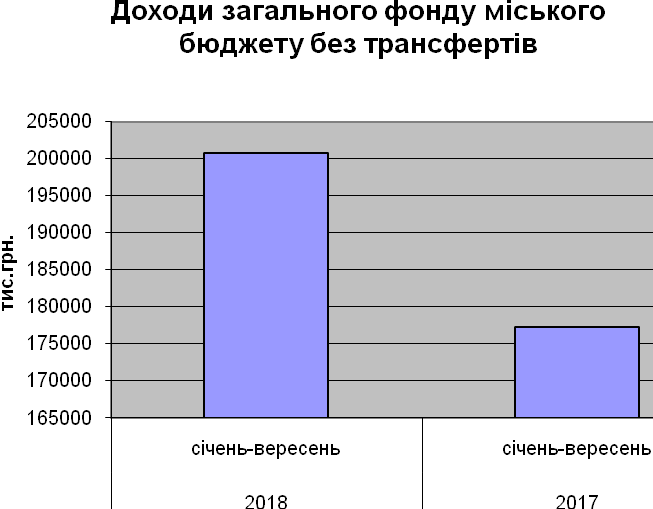 Доходи загального фонду міського
бюджету без трансфертів
205000
200000
195000
190000
185000
180000
175000
170000
165000
тис.грн.
січень-вересень
січень-вересень
2018
2017